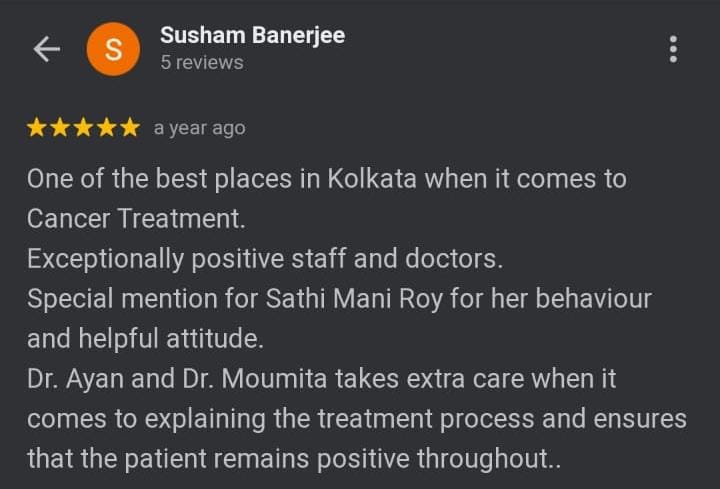 S
Susham Banerjee
5 reviews
a year ago
One of the best places in Kolkata when it comes to
Cancer Treatment.
Exceptionally positive staff and doctors.
Special mention for Sathi Mani Roy for her behaviour
and helpful attitude.
Dr. Ayan and Dr. Moumita takes extra care when it
comes to explaining the treatment process and ensures
that the patient remains positive throughout..